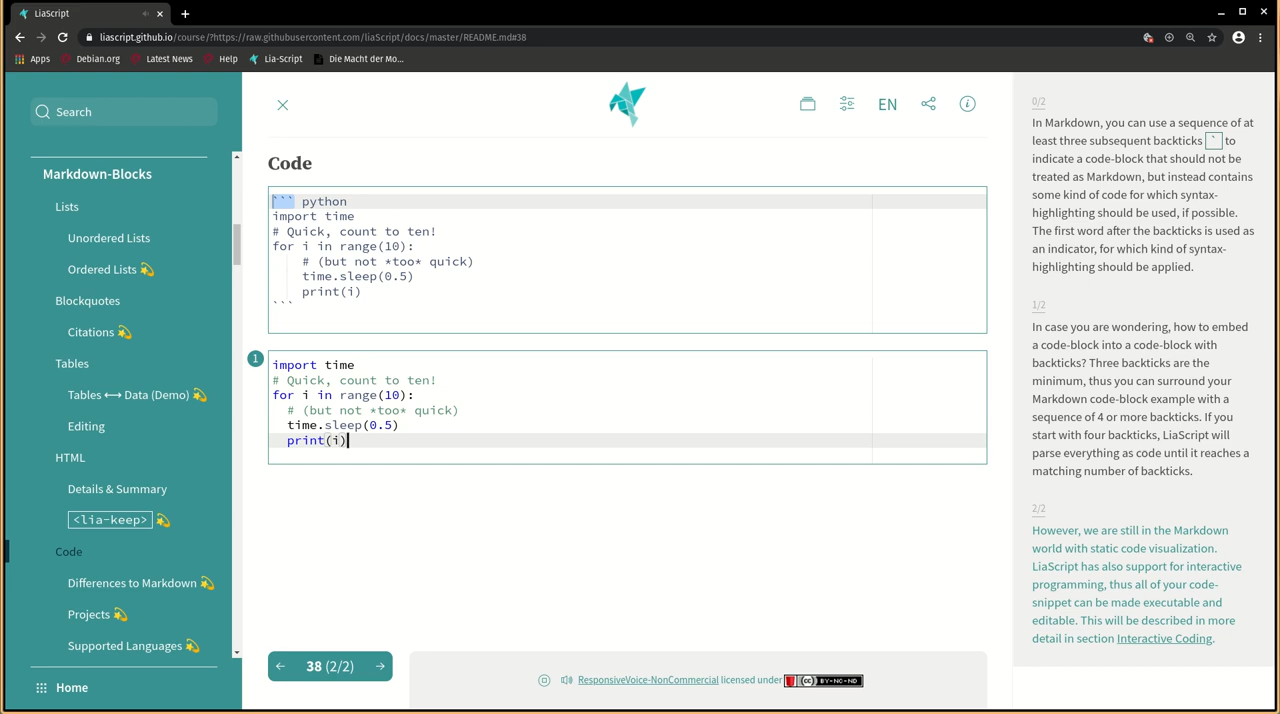 LiaScript
liascript.github.io/course/?https://raw.githubusercontent.com/liaScript/docs/master/README.md#38
Apps Debian.org Latest News Help Lia-Script Die Macht der Mo...
Search
Markdown-Blocks
Lists
Unordered Lists
Ordered Lists 💫
Blockquotes
Citations 💫
Tables
Tables ⟷ Data (Demo) 💫
Editing
HTML
Details & Summary
<lia-keep> 💫
Code
Differences to Markdown 💫
Projects 💫
Supported Languages 💫
Home
EN
Code
``` python
import time
# Quick, count to ten!
for i in range(10):
    # (but not *too* quick)
    time.sleep(0.5)
    print(i)
```
1
import time
# Quick, count to ten!
for i in range(10):
  # (but not *too* quick)
  time.sleep(0.5)
  print(i)
← 38 (2/2) →
ResponsiveVoice-NonCommercial licensed under cc BY-NC-ND
0/2
In Markdown, you can use a sequence of at
least three subsequent backticks ` to
indicate a code-block that should not be
treated as Markdown, but instead contains
some kind of code for which syntax-
highlighting should be used, if possible.
The first word after the backticks is used as
an indicator, for which kind of syntax-
highlighting should be applied.
1/2
In case you are wondering, how to embed
a code-block into a code-block with
backticks? Three backticks are the
minimum, thus you can surround your
Markdown code-block example with a
sequence of 4 or more backticks. If you
start with four backticks, LiaScript will
parse everything as code until it reaches a
matching number of backticks.
2/2
However, we are still in the Markdown
world with static code visualization.
LiaScript has also support for interactive
programming, thus all of your code-
snippet can be made executable and
editable. This will be described in more
detail in section Interactive Coding.